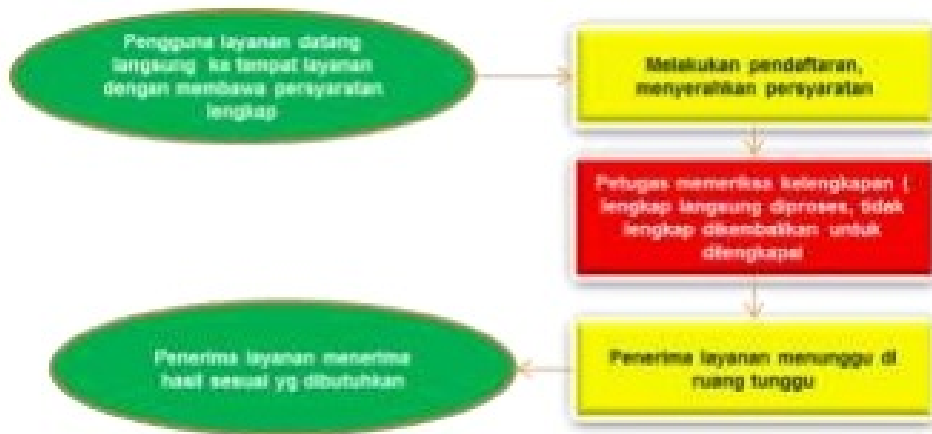 Pengguna layanan datang
langsung ke tempat layanan
dengan membawa persyaratan
lengkap
Melakukan pendaftaran,
menyerahkan persyaratan
Petugas memeriksa kelengkapan (
lengkap langsung diproses, tidak
lengkap dikembalikan untuk
dilengkapai
Penerima layanan menunggu di
ruang tunggu
Penerima layanan menerima
hasil sesuai yg dibutuhkan